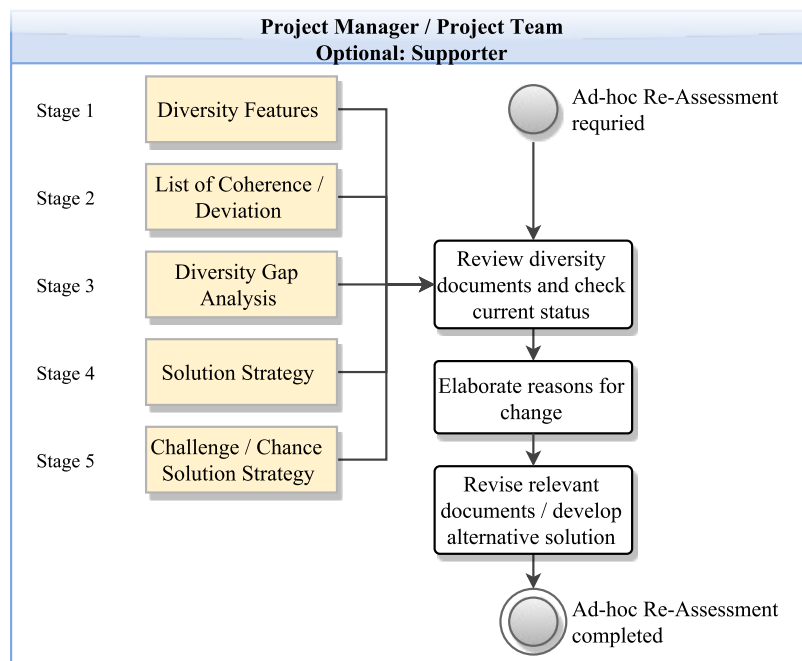 Project Manager / Project Team
Optional: Supporter
Stage 1
Diversity Features
Stage 2
List of Coherence /
Deviation
Stage 3
Diversity Gap
Analysis
Stage 4
Solution Strategy
Stage 5
Challenge / Chance
Solution Strategy
Ad-hoc Re-Assessment
requried
Review diversity
documents and check
current status
Elaborate reasons for
change
Revise relevant
documents / develop
alternative solution
Ad-hoc Re-Assessment
completed